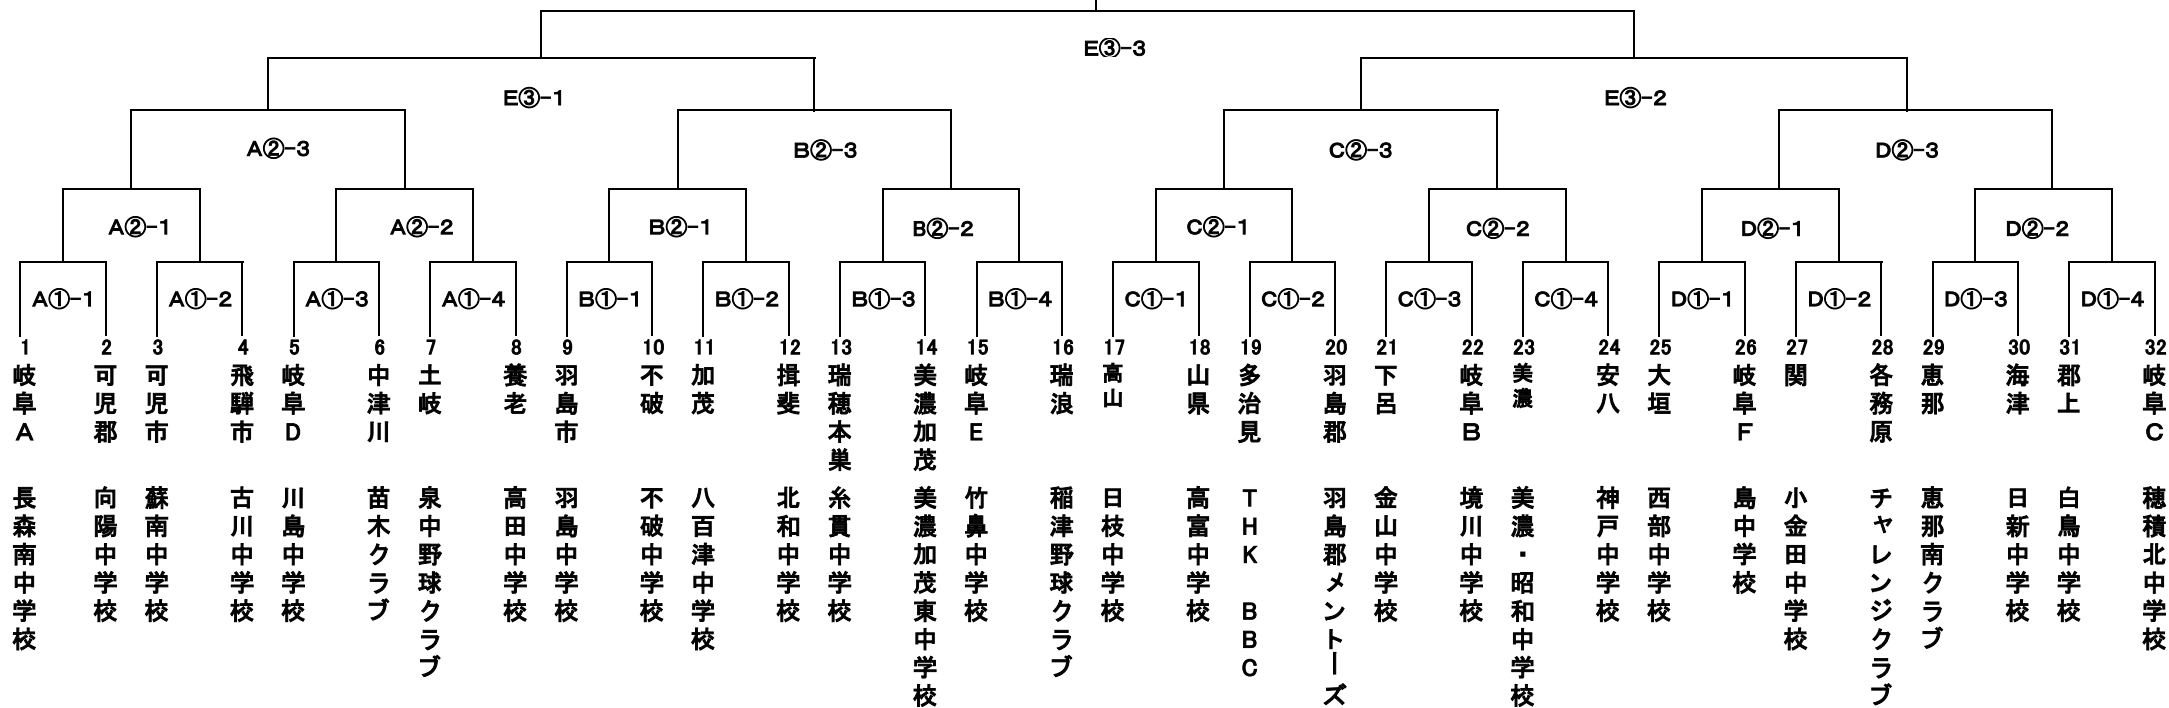 E③-3
E③-1
E③-2
A②-3
B②-3
C②-3
D②-3
A②-1
A②-2
B②-1
B②-2
C②-1
C②-2
D②-1
D②-2
A①-1
A①-2
A①-3
A①-4
B①-1
B①-2
B①-3
B①-4
C①-1
C①-2
C①-3
C①-4
D①-1
D①-2
D①-3
D①-4
1 岐阜A 長森南中学校
2 可児郡 向陽中学校
3 可児市 蘇南中学校
4 飛騨市 古川中学校
5 岐阜D 川島中学校
6 中津川 苗木クラブ
7 土岐 泉中野球クラブ
8 養老 高田中学校
9 羽島市 羽島中学校
10 不破 不破中学校
11 加茂 八百津中学校
12 揖斐 北和中学校
13 瑞穂本巣 糸貫中学校
14 美濃加茂 美濃加茂東中学校
15 岐阜E 竹鼻中学校
16 瑞浪 稲津野球クラブ
17 高山 日枝中学校
18 山県 高富中学校
19 多治見 THK BBC
20 羽島郡 羽島郡メントーズ
21 下呂 金山中学校
22 岐阜B 境川中学校
23 美濃 美濃・昭和中学校
24 安八 神戸中学校
25 大垣 西部中学校
26 岐阜F 島中学校
27 関 小金田中学校
28 各務原 チャレンジクラブ
29 恵那 恵那南クラブ
30 海津 日新中学校
31 郡上 白鳥中学校
32 岐阜C 穂積北中学校